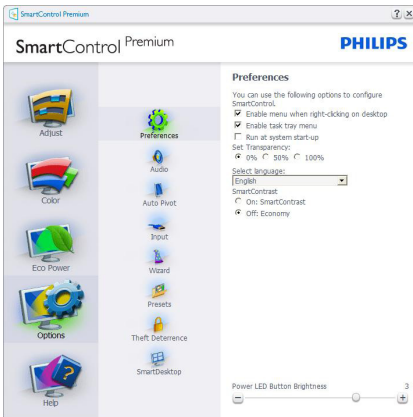 SmartControl Premium
? x
SmartControl Premium
PHILIPS
Adjust
Color
Eco Power
Options
Help
Preferences
Audio
Auto Pivot
Input
Wizard
Presets
Theft Deterrence
SmartDesktop
Preferences
You can use the following options to configure
SmartControl.
Enable menu when right-clicking on desktop
Enable task tray menu
Run at system start-up
Set Transparency:
0% 50% 100%
Select language:
English
SmartContrast
On: SmartContrast
Off: Economy
Power LED Button Brightness 3